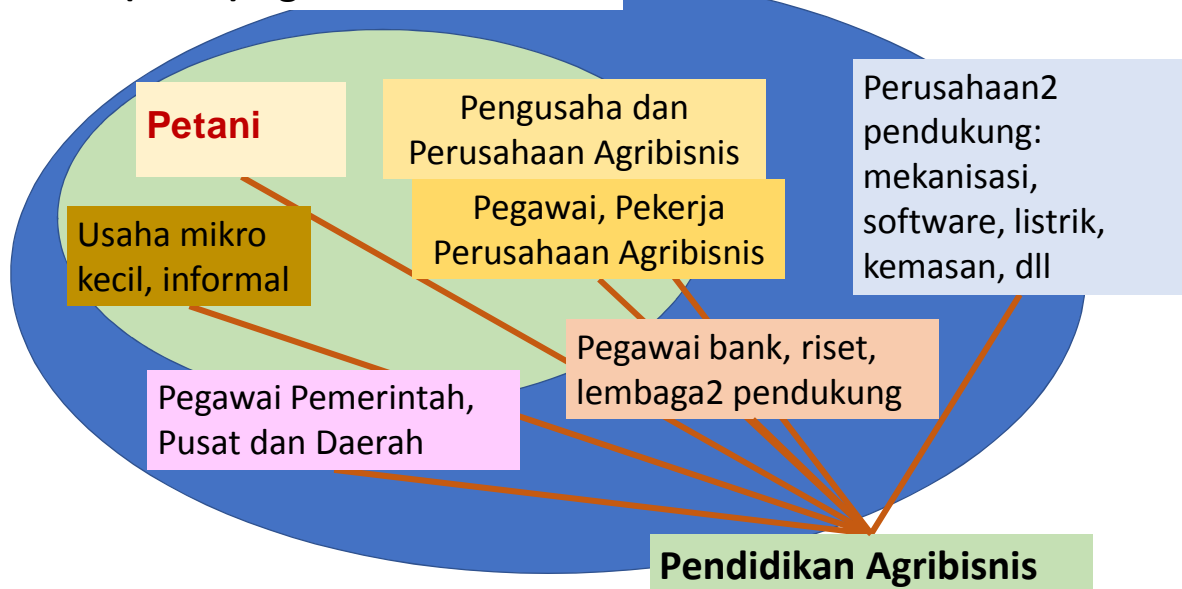 Petani
Pengusaha dan
Perusahaan Agribisnis
Perusahaan2
pendukung:
mekanisasi,
software, listrik,
kemasan, dll
Usaha mikro
kecil, informal
Pegawai, Pekerja
Perusahaan Agribisnis
Pegawai bank, riset,
lembaga2 pendukung
Pegawai Pemerintah,
Pusat dan Daerah
Pendidikan Agribisnis